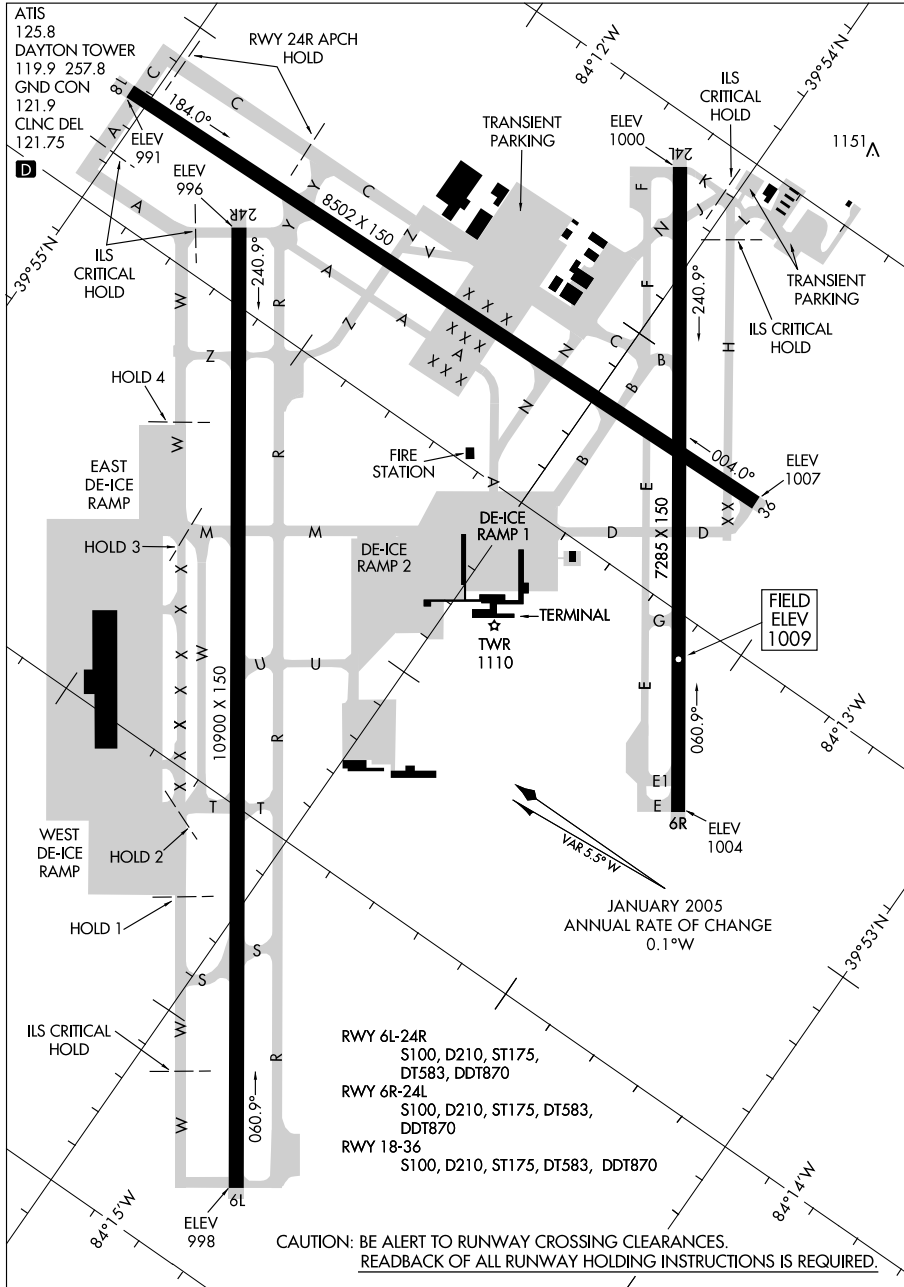 ATIS
125.8
DAYTON TOWER
119.9 257.8
GND CON
121.9
CLNC DEL
121.75
D
RWY 24R APCH
HOLD
84°12'W
39°54'N
ILS
CRITICAL
HOLD
ELEV
1000
24L
1151
TRANSIENT
PARKING
C
18L
A
184.0°
ELEV
991
C
8502 X 150
Y
Y
C
Z
V
F
K
J
N
L
TRANSIENT
PARKING
ELEV
996
24R
A
39°55'N
ILS
CRITICAL
HOLD
240.9°
R
A
A
Z
F
240.9°
ILS CRITICAL
HOLD
W
Z
X X X
X X X
A
X X X
N
C
B
B
H
HOLD 4
W
R
N
B
EAST
DE-ICE
RAMP
FIRE
STATION
A
E
004.0°
ELEV
1007
36
HOLD 3
M
M
DE-ICE
RAMP 1
DE-ICE
RAMP 2
D
D
X X
7285 X 150
TERMINAL
TWR
1110
G
FIELD
ELEV
1009
X
X
X
X
X
X
X
W
U
U
10900 X 150
R
E
060.9°
84°13'W
T
T
E1
E
6R
ELEV
1004
WEST
DE-ICE
RAMP
HOLD 2
VAR 5.5° W
JANUARY 2005
ANNUAL RATE OF CHANGE
0.1°W
HOLD 1
S
S
39°53'N
W
R
ILS CRITICAL
HOLD
W
060.9°
RWY 6L-24R
S100, D210, ST175,
DT583, DDT870
RWY 6R-24L
S100, D210, ST175, DT583,
DDT870
RWY 18-36
S100, D210, ST175, DT583, DDT870
6L
ELEV
998
84°15'W
84°14'W
CAUTION: BE ALERT TO RUNWAY CROSSING CLEARANCES.
READBACK OF ALL RUNWAY HOLDING INSTRUCTIONS IS REQUIRED.